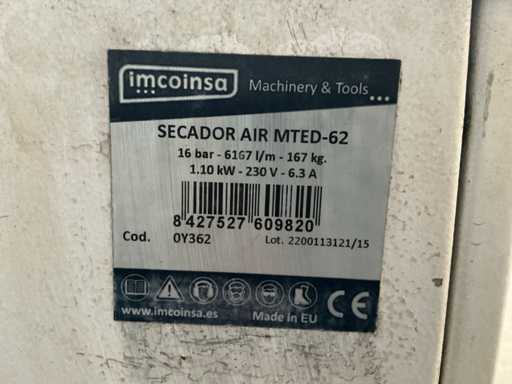 imcoinsa
Machinery & Tools...
SECADOR AIR MTED-62
16 bar - 6167 l/m - 167 kg.
1.10 kW - 230 V - 6.3 A
8 427527 609820
Cod. 0Y362 Lot. 2200113121/15
www.imcoinsa.es Made in EU CE